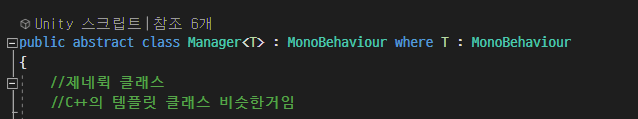 Unity 스크립트|참조 6개
public abstract class Manager<T> : MonoBehaviour where T : MonoBehaviour
{
//제네뤽 클래스
//C++의 템플릿 클래스 비슷한거임